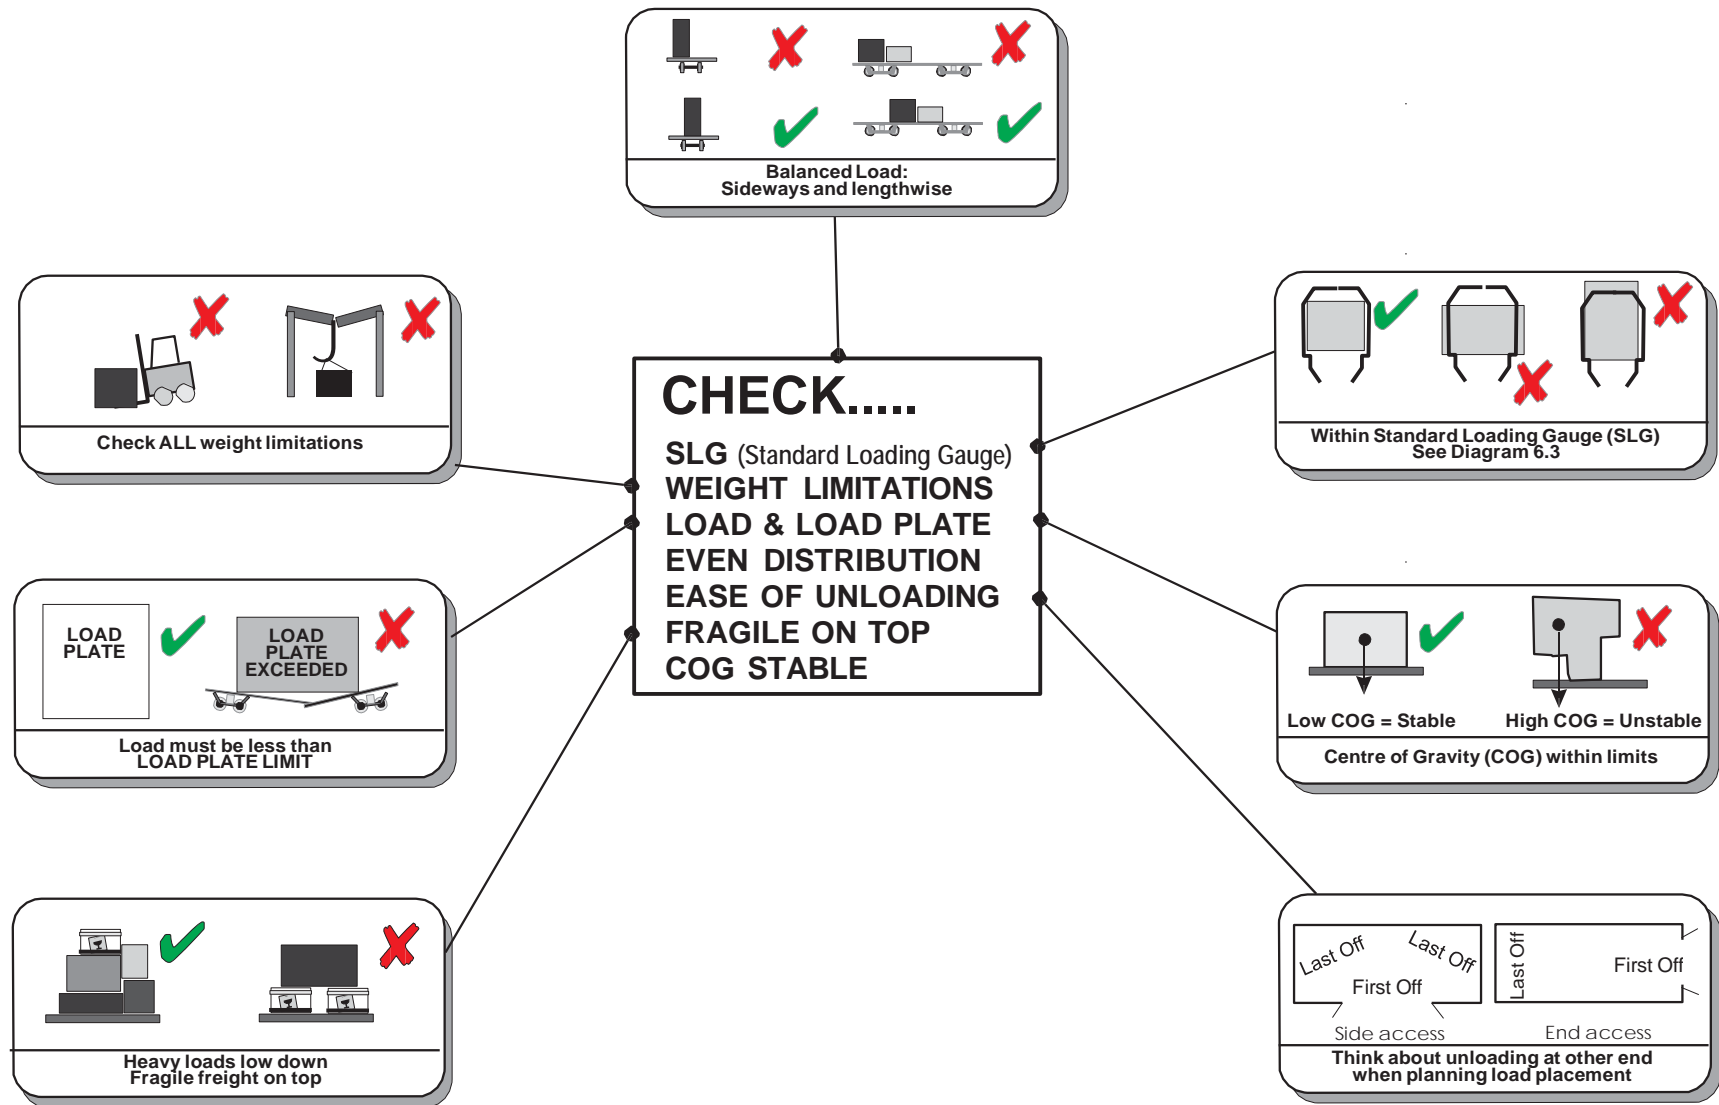 Balanced Load:
Sideways and lengthwise
Check ALL weight limitations
CHECK.....
SLG (Standard Loading Gauge)
WEIGHT LIMITATIONS
LOAD & LOAD PLATE
EVEN DISTRIBUTION
EASE OF UNLOADING
FRAGILE ON TOP
COG STABLE
Within Standard Loading Gauge (SLG)
See Diagram 6.3
LOAD
PLATE
LOAD
PLATE
EXCEEDED
Load must be less than
LOAD PLATE LIMIT
Low COG = Stable
High COG = Unstable
Centre of Gravity (COG) within limits
Heavy loads low down
Fragile freight on top
Last Off
Last Off
First Off
Side access
Last Off
First Off
End access
Think about unloading at other end
when planning load placement